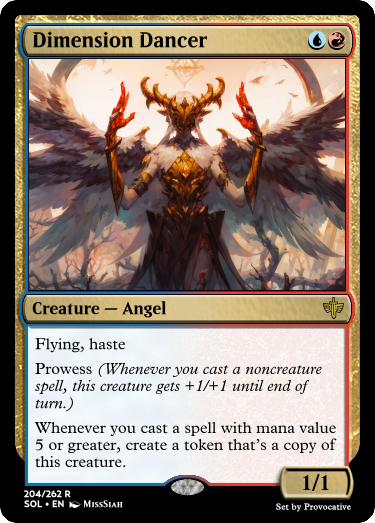 Dimension Dancer
Creature — Angel
Flying, haste
Prowess (Whenever you cast a noncreature
spell, this creature gets +1/+1 until end of
turn.)
Whenever you cast a spell with mana value
5 or greater, create a token that's a copy of
this creature.
1/1
204/262 R
SOL • EN MissSiah
Set by Provocative